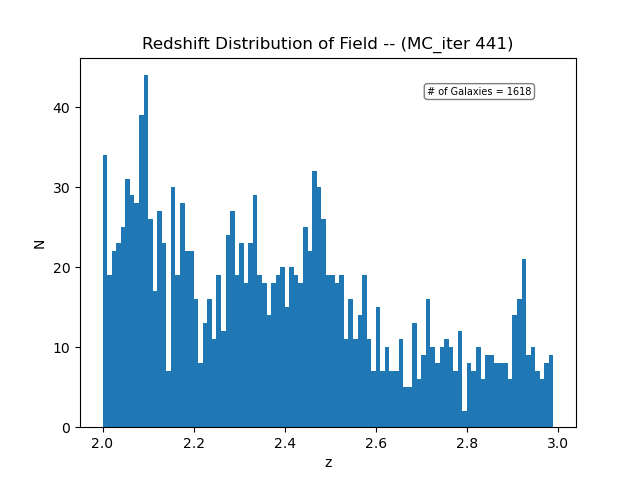 Redshift Distribution of Field -- (MC_iter 441)
# of Galaxies = 1618
40
30
20
10
0
N
2.0 2.2 2.4 2.6 2.8 3.0
z